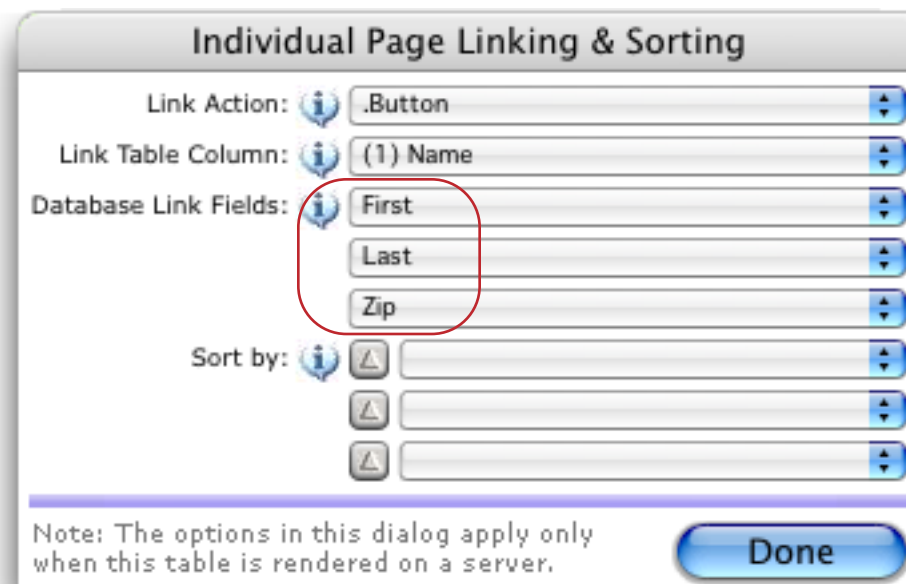 Individual Page Linking & Sorting
Link Action: .Button
Link Table Column: (1) Name
Database Link Fields: First
Last
Zip
Sort by:
Note: The options in this dialog apply only
when this table is rendered on a server.
Done